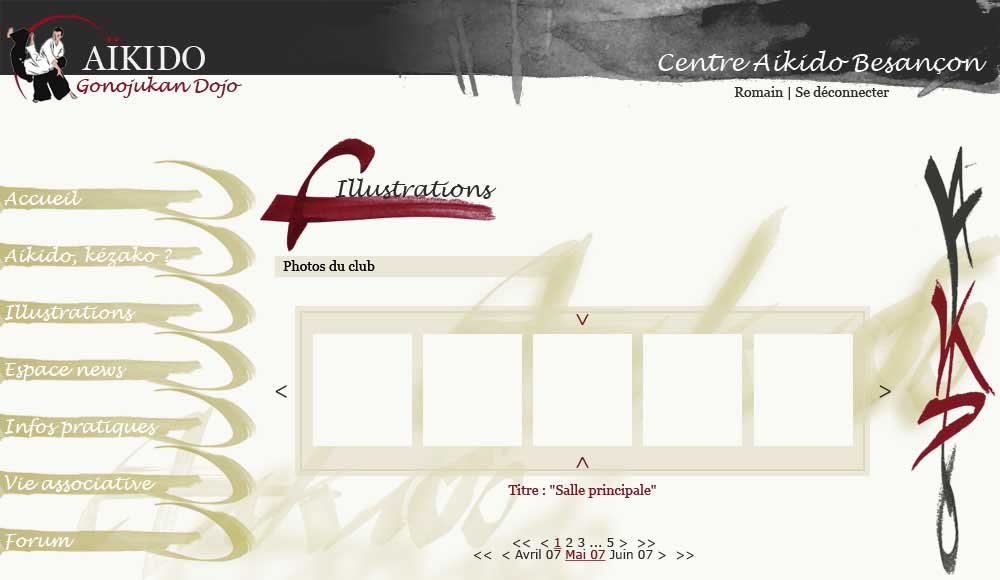 AÏKIDO
Gonojukan Dojo
Centre Aïkido Besançon
Romain | Se déconnecter
Accueil
Aïkido, kézako ?
Illustrations
Espace news
Infos pratiques
Vie associative
Forum
Illustrations
Photos du club
Titre : "Salle principale"
<< < 1 2 3 ... 5 > >>
<< < Avril 07 Mai 07 Juin 07 > >>